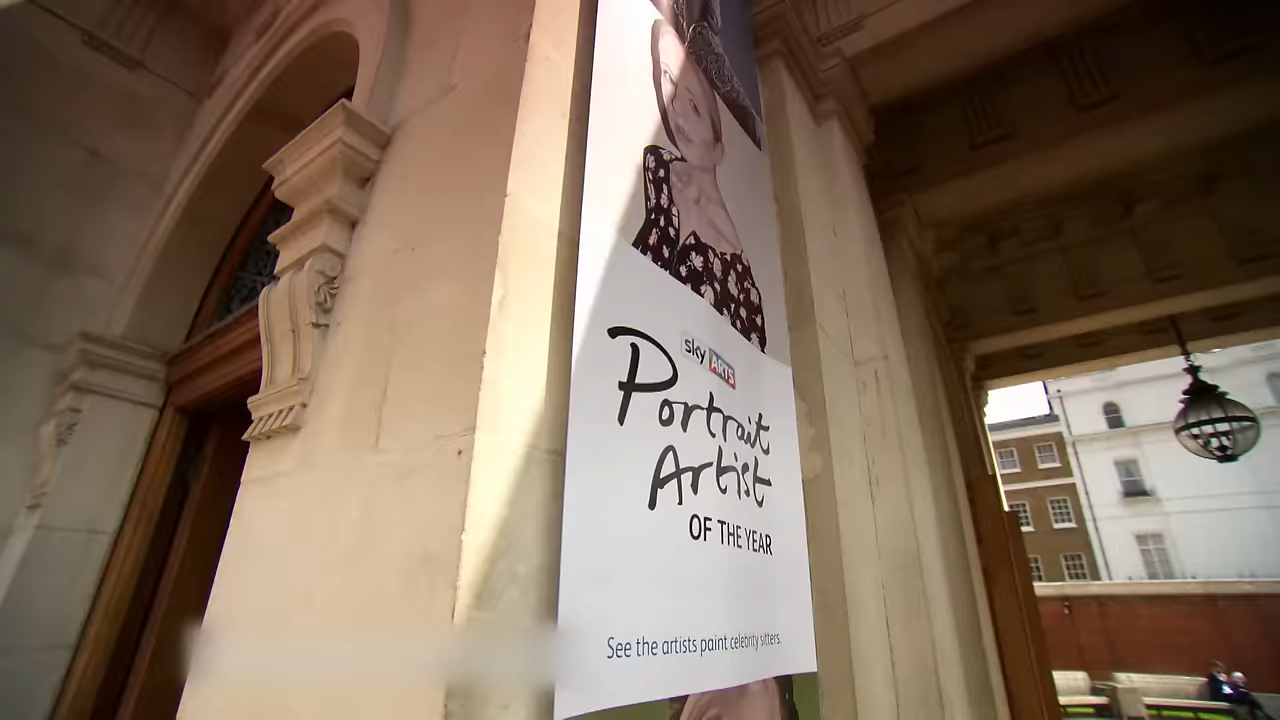 sky ARTS
Portrait
Artist
OF THE YEAR
See the artists paint celebrity sitters.